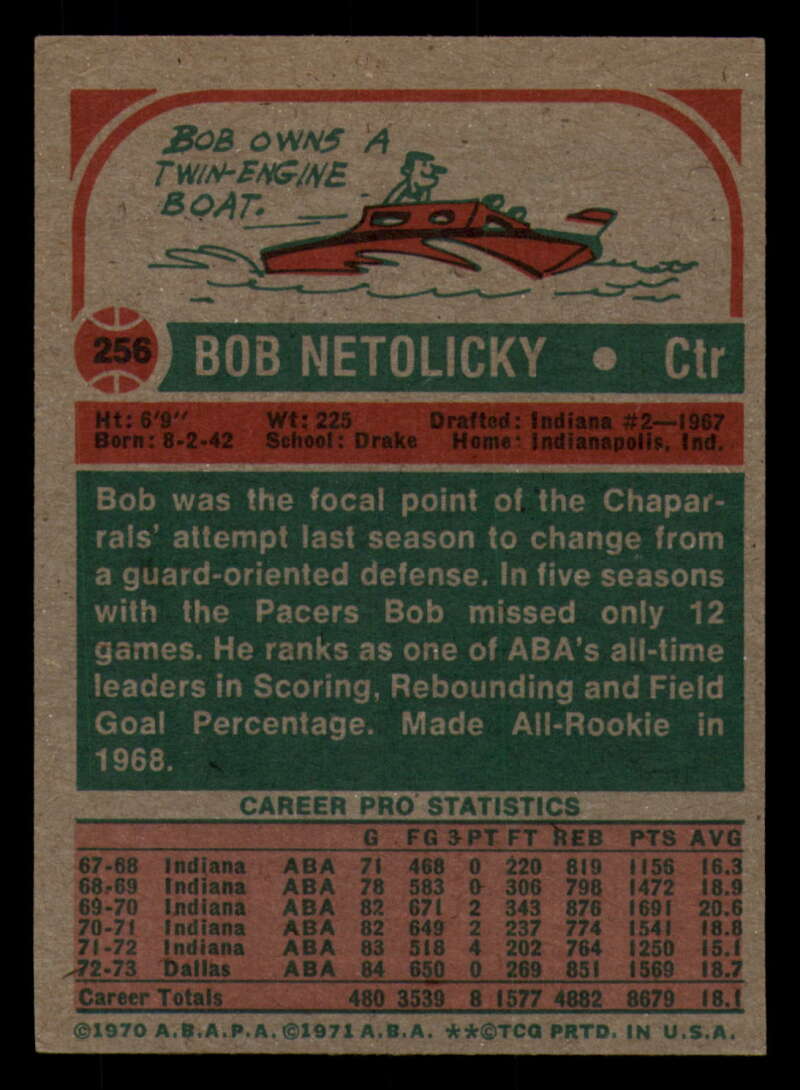 BOB OWNS A
TWIN-ENGINE
BOAT.
256 BOB NETOLICKY • Ctr
Ht: 6'9" Wt: 225 Drafted: Indiana #2—1967
Born: 8-2-42 School: Drake Home: Indianapolis, Ind.
Bob was the focal point of the Chapar-
rals' attempt last season to change from
a guard-oriented defense. In five seasons
with the Pacers Bob missed only 12
games. He ranks as one of ABA's all-time
leaders in Scoring, Rebounding and Field
Goal Percentage. Made All-Rookie in
1968.
CAREER PRO STATISTICS
G FG 3-PT FT REB PTS AVG
67-68 Indiana ABA 71 468 0 220 819 1156 16.3
68-69 Indiana ABA 78 583 0 306 798 1472 18.9
69-70 Indiana ABA 82 671 2 343 876 1691 20.6
70-71 Indiana ABA 82 649 2 237 774 1541 18.8
71-72 Indiana ABA 83 518 4 202 764 1250 15.1
72-73 Dallas ABA 84 650 0 269 851 1569 18.7
Career Totals 480 3539 8 1577 4882 8679 18.1
©1970 A.B.A.P.A. ©1971 A.B.A. **©TCG PRTD. IN U.S.A.